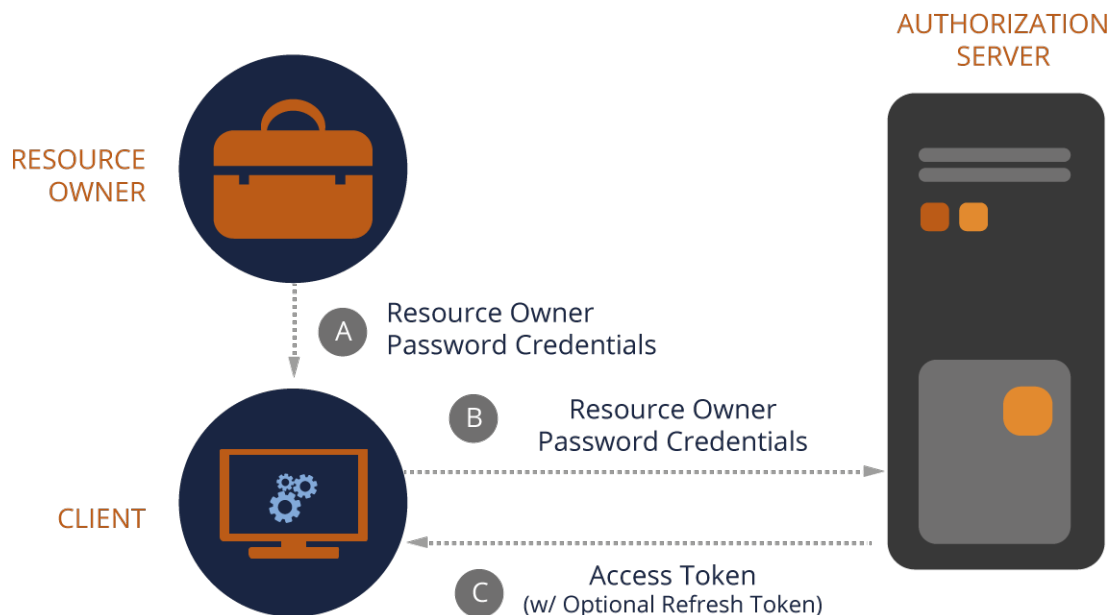 AUTHORIZATION
SERVER
RESOURCE
OWNER
A
Resource Owner
Password Credentials
B
Resource Owner
Password Credentials
CLIENT
C
Access Token
(w/ Optional Refresh Token)